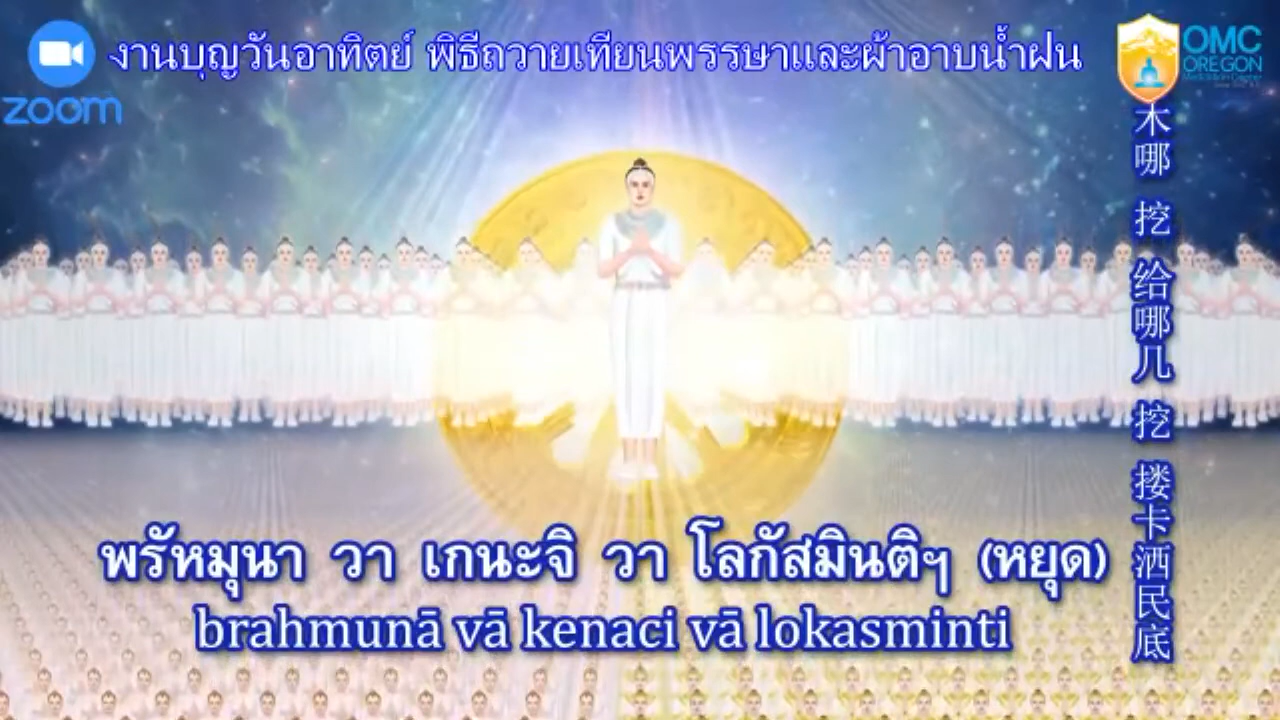 งานบุญวันอาทิตย์ พิธีถวายเทียนพรรษาและผ้าอาบน้ำฝน
zoom
OMC
OREGON
木哪 挖 给哪几 挖 搂卡洒民底
พรัหมุนา วา เกนะจิ วา โลกัสมินติฯ (หยุด)
brahmunā vā kenaci vā lokasminti